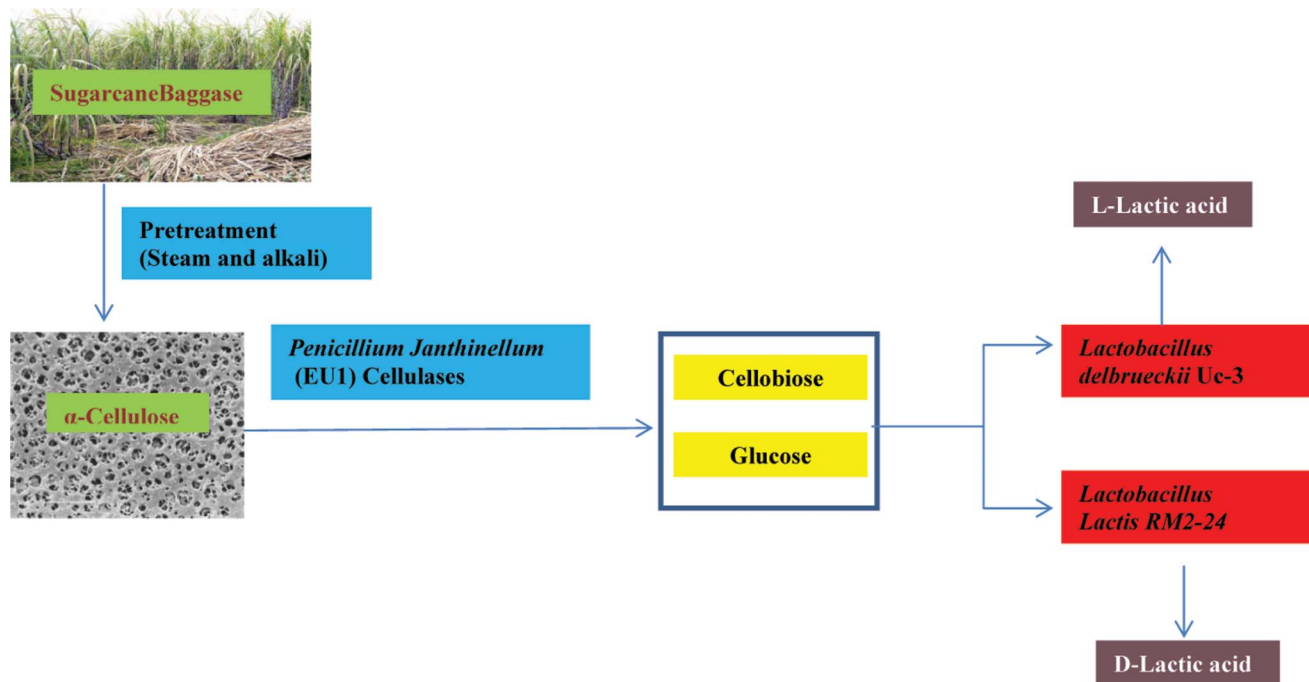 SugarcaneBaggase
Pretreatment
(Steam and alkali)
Penicillium Janthinellum
(EU1) Cellulases
α-Cellulose
Cellobiose
Glucose
L-Lactic acid
Lactobacillus
delbrueckii Uc-3
Lactobacillus
Lactis RM2-24
D-Lactic acid